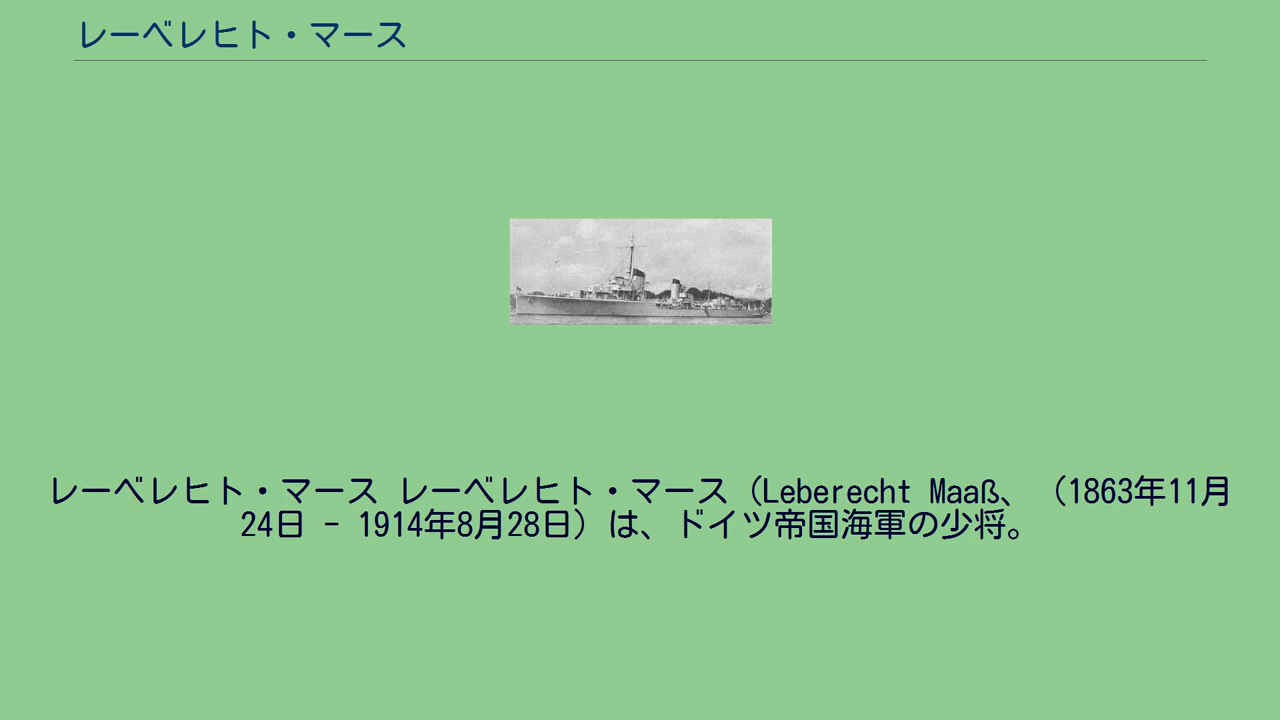 レーベレヒト・マース
レーベレヒト・マース レーベレヒト・マース（Leberecht Maaß、 （1863年11月
24日 - 1914年8月28日）は、ドイツ帝国海軍の少将。